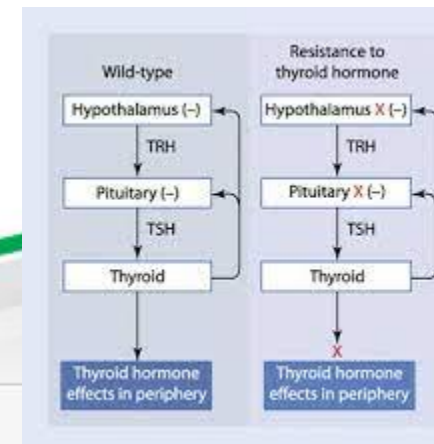 Wild-type
Hypothalamus (–)
TRH
Pituitary (–)
TSH
Thyroid
Thyroid hormone
effects in periphery
Resistance to
thyroid hormone
Hypothalamus X (–)
TRH
Pituitary X (–)
TSH
Thyroid
X
Thyroid hormone
effects in periphery